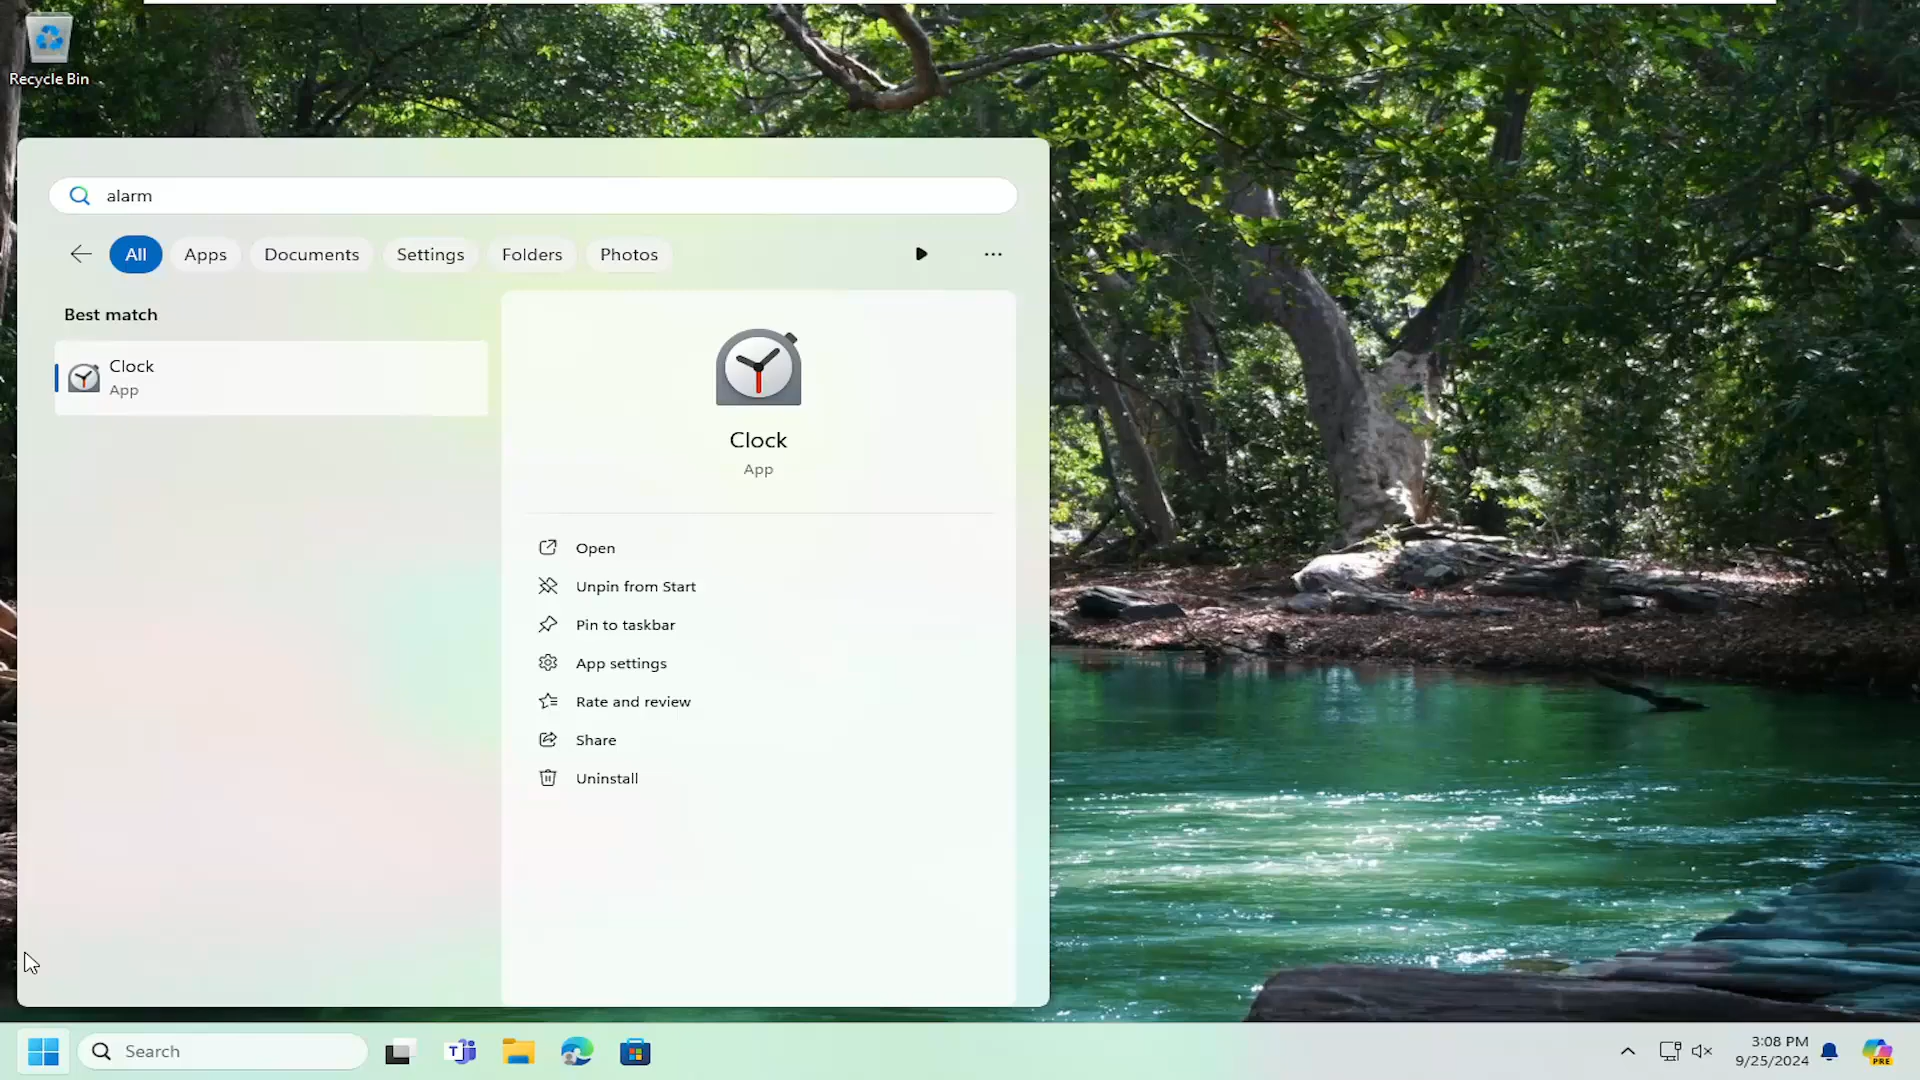 Recycle Bin
alarm
All
Apps
Documents
Settings
Folders
Photos
Best match
Clock
App
Clock
App
Open
Unpin from Start
Pin to taskbar
App settings
Rate and review
Share
Uninstall
Search
T
3:08 PM
9/25/2024
PRE